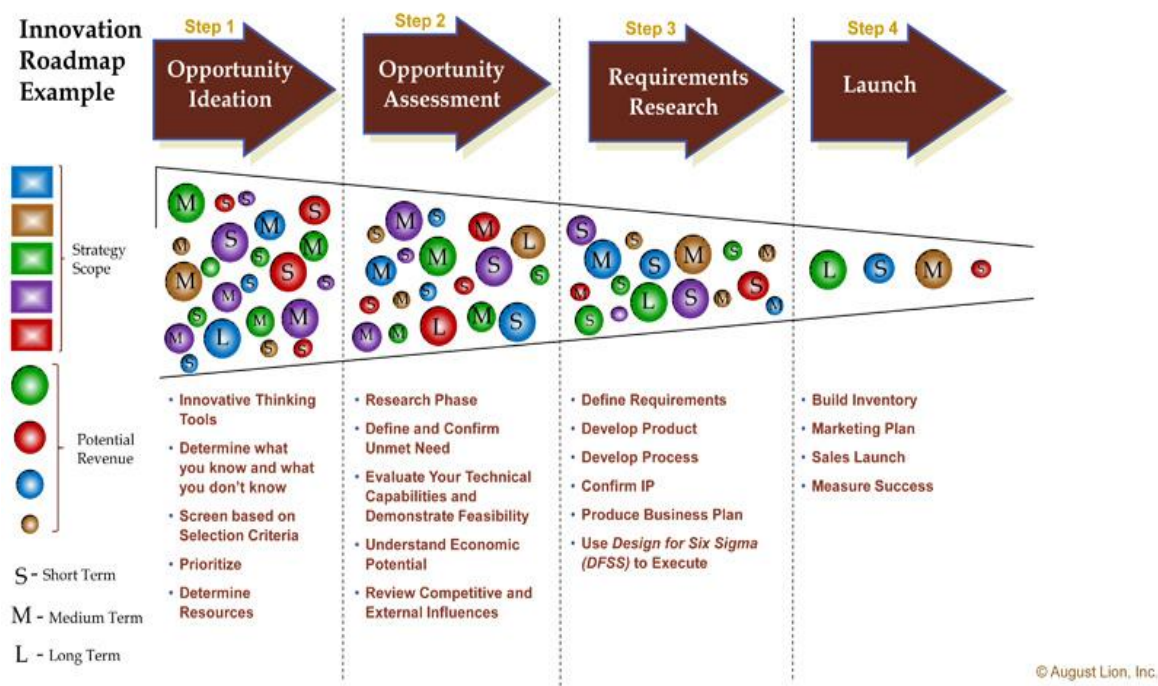 Innovation
Roadmap
Example
Step 1
Opportunity
Ideation
Step 2
Opportunity
Assessment
Step 3
Requirements
Research
Step 4
Launch
Strategy
Scope
Potential
Revenue
S - Short Term
M - Medium Term
L - Long Term
M S S S M M S M S S M S M S S L M M M S S S
M S M L S M S M S S S M S M M L M S
S M S S M S M M S L S M S S M
L S M S
• Innovative Thinking
Tools
• Determine what
you know and what
you don't know
• Screen based on
Selection Criteria
• Prioritize
• Determine
Resources
• Research Phase
• Define and Confirm
Unmet Need
• Evaluate Your Technical
Capabilities and
Demonstrate Feasibility
• Understand Economic
Potential
• Review Competitive and
External Influences
• Define Requirements
• Develop Product
• Develop Process
• Confirm IP
• Produce Business Plan
• Use Design for Six Sigma
(DFSS) to Execute
• Build Inventory
• Marketing Plan
• Sales Launch
• Measure Success
© August Lion, Inc.